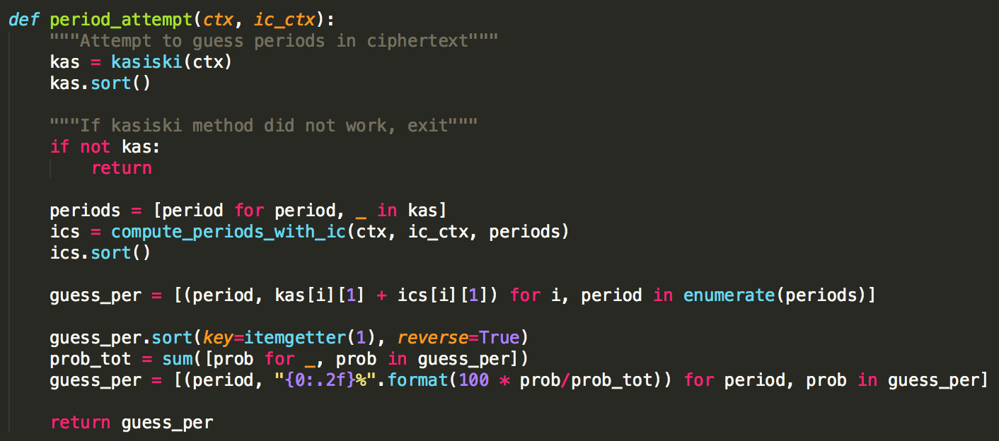 def period_attempt(ctx, ic_ctx):
    """Attempt to guess periods in ciphertext"""
    kas = kasiski(ctx)
    kas.sort()

    """If kasiski method did not work, exit"""
    if not kas:
        return

    periods = [period for period, _ in kas]
    ics = compute_periods_with_ic(ctx, ic_ctx, periods)
    ics.sort()

    guess_per = [(period, kas[i][1] + ics[i][1]) for i, period in enumerate(periods)]

    guess_per.sort(key=itemgetter(1), reverse=True)
    prob_tot = sum([prob for _, prob in guess_per])
    guess_per = [(period, "{0:.2f}%".format(100 * prob/prob_tot)) for period, prob in guess_per]

    return guess_per